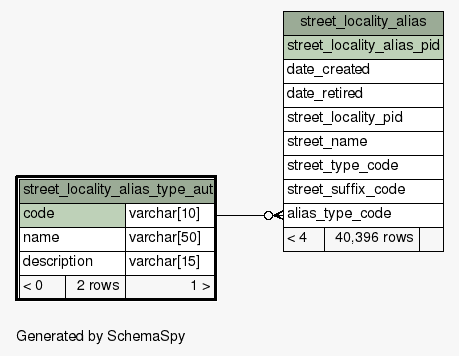 street_locality_alias
street_locality_alias_pid
date_created
date_retired
street_locality_pid
street_name
street_type_code
street_suffix_code
alias_type_code
< 4 40,396 rows
street_locality_alias_type_aut
code varchar[10]
name varchar[50]
description varchar[15]
< 0 2 rows 1 >
Generated by SchemaSpy